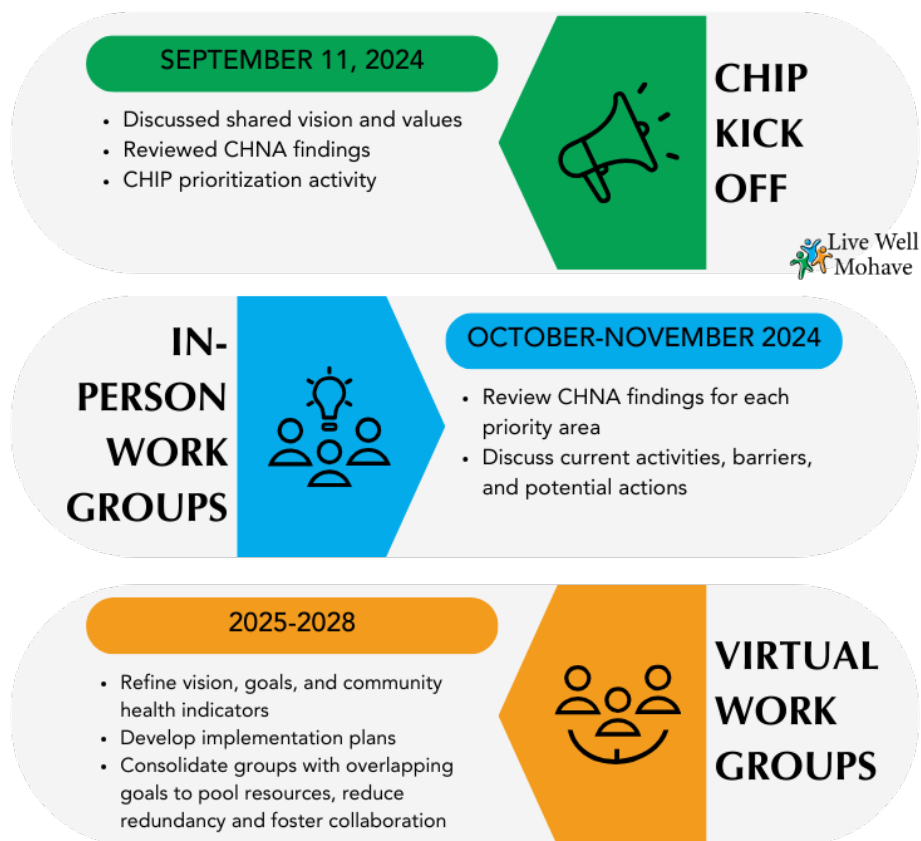 SEPTEMBER 11, 2024
• Discussed shared vision and values
• Reviewed CHNA findings
• CHIP prioritization activity
CHIP
KICK
OFF
Live Well
Mohave
IN-
PERSON
WORK
GROUPS
OCTOBER-NOVEMBER 2024
• Review CHNA findings for each
priority area
• Discuss current activities, barriers,
and potential actions
2025-2028
• Refine vision, goals, and community
health indicators
• Develop implementation plans
• Consolidate groups with overlapping
goals to pool resources, reduce
redundancy and foster collaboration
VIRTUAL
WORK
GROUPS